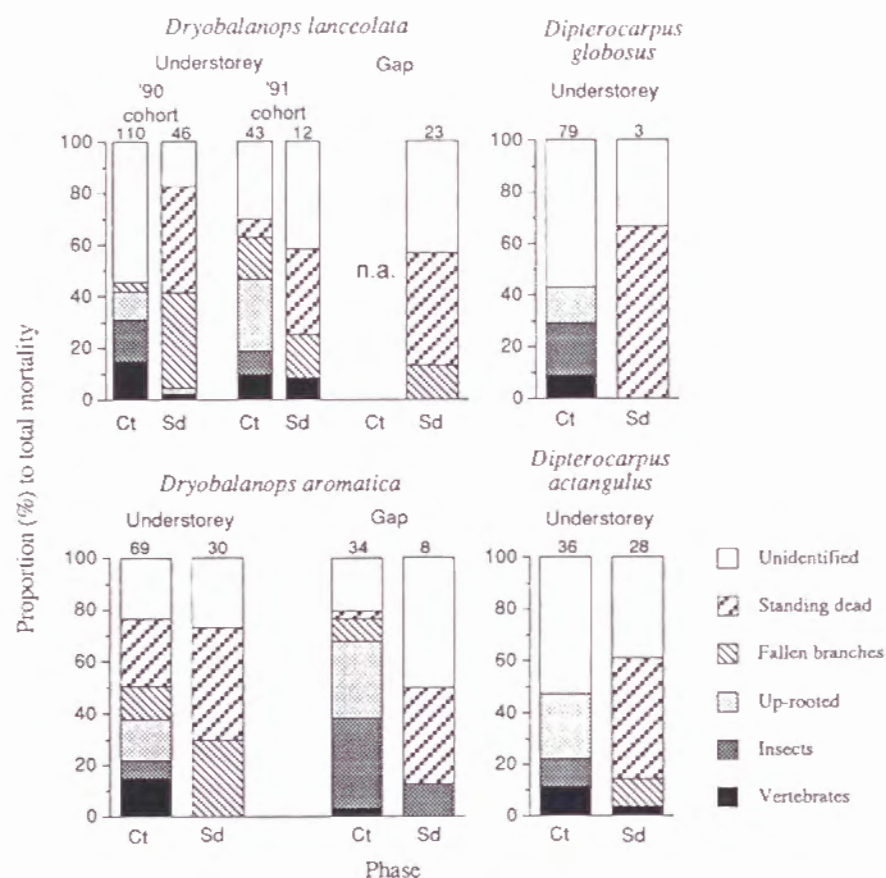 Dryobalanops lanceolata
Dipterocarpus
globosus
Understorey
Gap
Understorey
'90
cohort
'91
cohort
110 46 43 12 23
79 3
100
80
60
40
20
0
n.a.
Ct Sd Ct Sd Ct Sd
100
80
60
40
20
0
Ct Sd
Proportion (%) to total mortality
Dryobalanops aromatica
Dipterocarpus
actangulus
Understorey
Gap
Understorey
69 30 34 8
36 28
100
80
60
40
20
0
Ct Sd Ct Sd
100
80
60
40
20
0
Ct Sd
Phase
Unidentified
Standing dead
Fallen branches
Up-rooted
Insects
Vertebrates